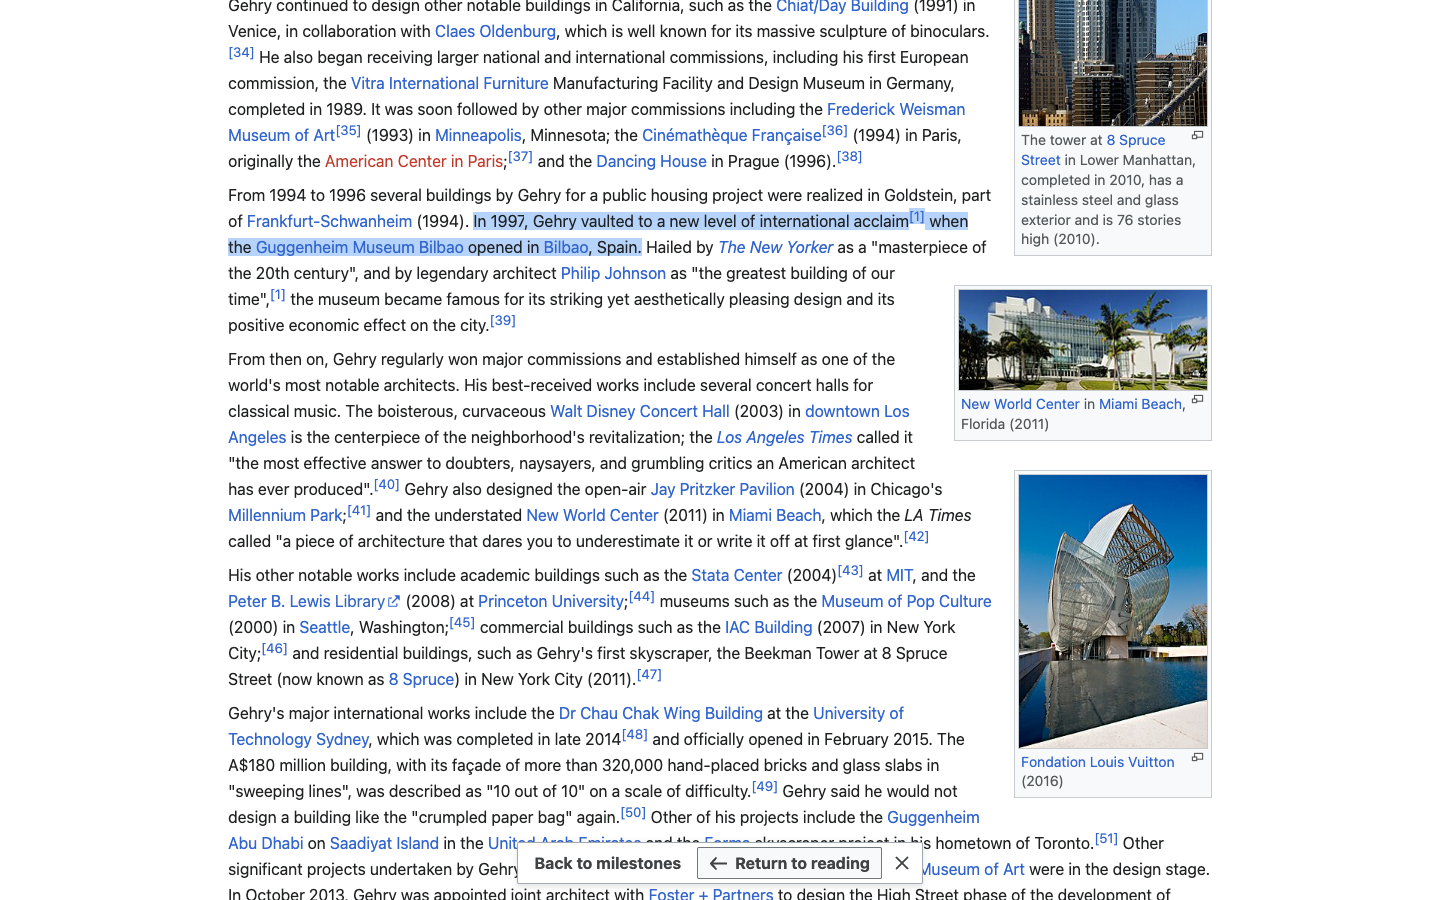 Gehry continued to design other notable buildings in California, such as the Chiat/Day Building (1991) in
Venice, in collaboration with Claes Oldenburg, which is well known for its massive sculpture of binoculars.
[34] He also began receiving larger national and international commissions, including his first European
commission, the Vitra International Furniture Manufacturing Facility and Design Museum in Germany,
completed in 1989. It was soon followed by other major commissions including the Frederick Weisman
Museum of Art[35] (1993) in Minneapolis, Minnesota; the Cinémathèque Française[36] (1994) in Paris,
originally the American Center in Paris;[37] and the Dancing House in Prague (1996).[38]
From 1994 to 1996 several buildings by Gehry for a public housing project were realized in Goldstein, part
of Frankfurt-Schwanheim (1994). In 1997, Gehry vaulted to a new level of international acclaim[1] when
the Guggenheim Museum Bilbao opened in Bilbao, Spain. Hailed by The New Yorker as a "masterpiece of
the 20th century", and by legendary architect Philip Johnson as "the greatest building of our
time",[1] the museum became famous for its striking yet aesthetically pleasing design and its
positive economic effect on the city.[39]
From then on, Gehry regularly won major commissions and established himself as one of the
world's most notable architects. His best-received works include several concert halls for
classical music. The boisterous, curvaceous Walt Disney Concert Hall (2003) in downtown Los
Angeles is the centerpiece of the neighborhood's revitalization; the Los Angeles Times called it
"the most effective answer to doubters, naysayers, and grumbling critics an American architect
has ever produced".[40] Gehry also designed the open-air Jay Pritzker Pavilion (2004) in Chicago's
Millennium Park;[41] and the understated New World Center (2011) in Miami Beach, which the LA Times
called "a piece of architecture that dares you to underestimate it or write it off at first glance".[42]
His other notable works include academic buildings such as the Stata Center (2004)[43] at MIT, and the
Peter B. Lewis Library (2008) at Princeton University;[44] museums such as the Museum of Pop Culture
(2000) in Seattle, Washington;[45] commercial buildings such as the IAC Building (2007) in New York
City;[46] and residential buildings, such as Gehry's first skyscraper, the Beekman Tower at 8 Spruce
Street (now known as 8 Spruce) in New York City (2011).[47]
Gehry's major international works include the Dr Chau Chak Wing Building at the University of
Technology Sydney, which was completed in late 2014[48] and officially opened in February 2015. The
A$180 million building, with its façade of more than 320,000 hand-placed bricks and glass slabs in
"sweeping lines", was described as "10 out of 10" on a scale of difficulty.[49] Gehry said he would not
design a building like the "crumpled paper bag" again.[50] Other of his projects include the Guggenheim
Abu Dhabi on Saadiyat Island in the United Arab Emirates and the Forma skyscraper project in his hometown of Toronto.[51] Other
significant projects undertaken by Gehry Museum of Art were in the design stage.
In October 2013, Gehry was appointed joint architect with Foster + Partners to design the High Street phase of the development of
The tower at 8 Spruce
Street in Lower Manhattan,
completed in 2010, has a
stainless steel and glass
exterior and is 76 stories
high (2010).
New World Center in Miami Beach,
Florida (2011)
Fondation Louis Vuitton
(2016)
Back to milestones
Return to reading